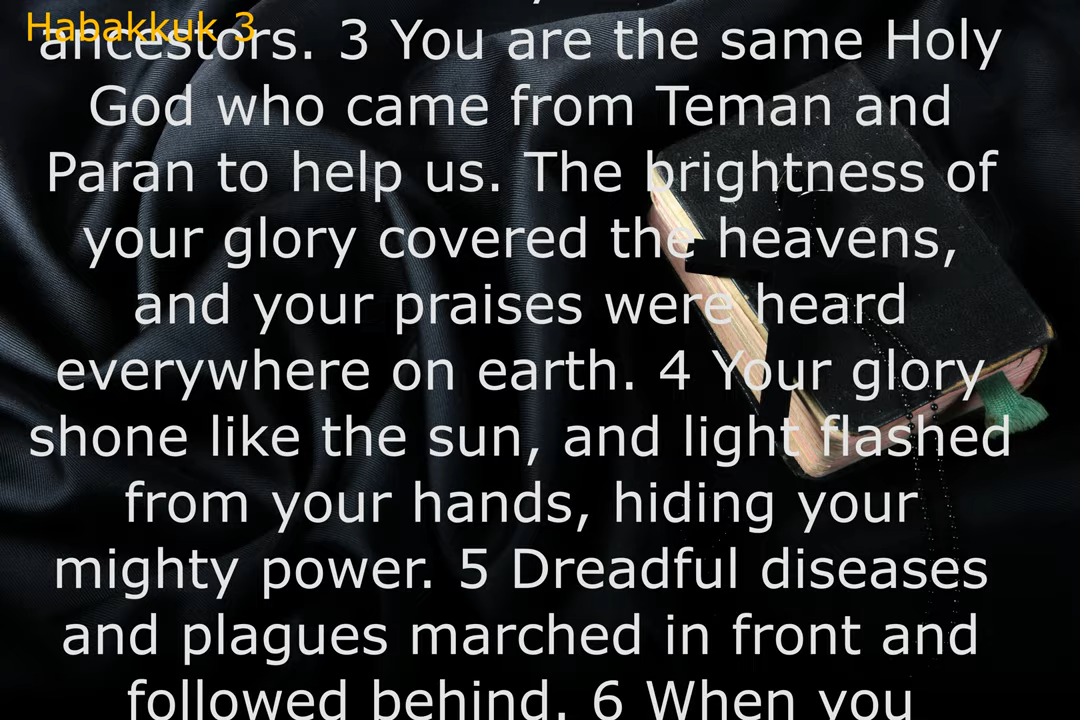 Habakkuk 3
ancestors. 3 You are the same Holy
God who came from Teman and
Paran to help us. The brightness of
your glory covered the heavens,
and your praises were heard
everywhere on earth. 4 Your glory
shone like the sun, and light flashed
from your hands, hiding your
mighty power. 5 Dreadful diseases
and plagues marched in front and
followed behind. 6 When you